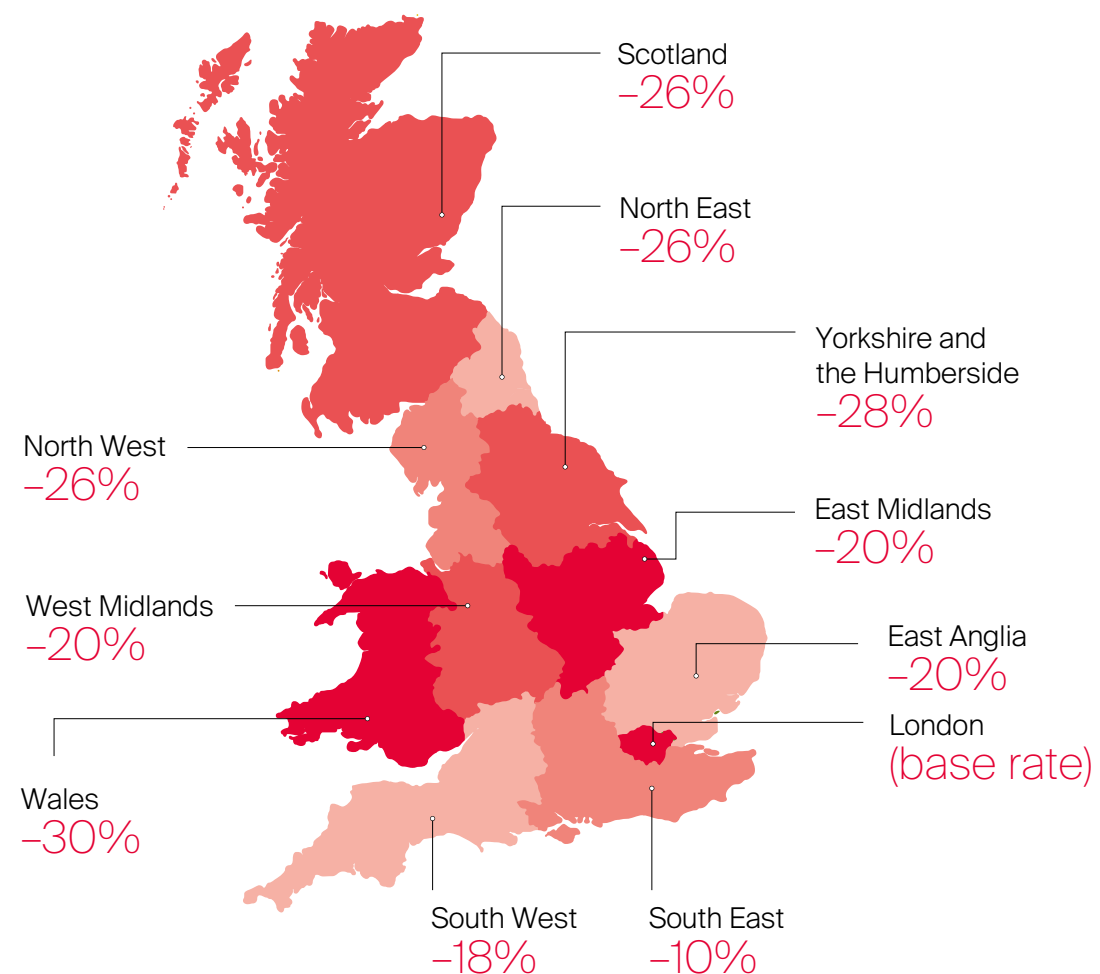 Scotland
–26%
North East
–26%
Yorkshire and
the Humberside
–28%
North West
–26%
East Midlands
–20%
West Midlands
–20%
East Anglia
–20%
London
(base rate)
Wales
–30%
South West
–18%
South East
–10%